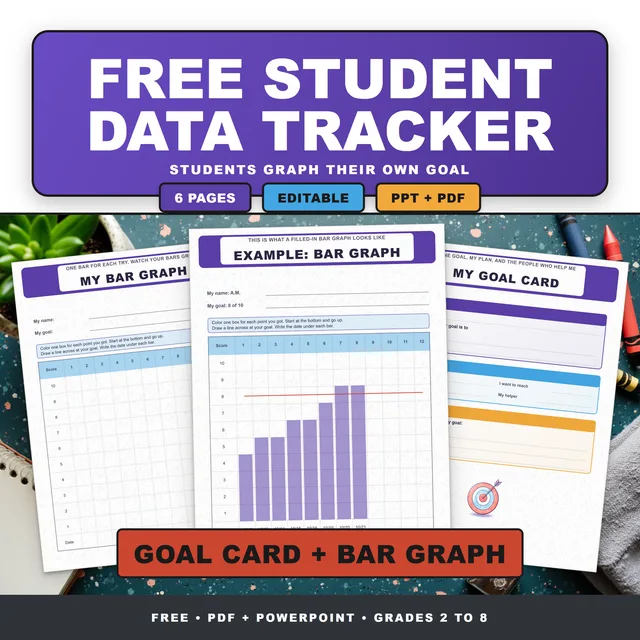 FREE STUDENT
DATA TRACKER
STUDENTS GRAPH THEIR OWN GOAL
6 PAGES
EDITABLE
PPT + PDF
ONE BAR FOR EACH TRY. WATCH YOUR BARS
MY BAR GRAPH
My name:
My goal:
Color one box for each point you got. Start at the bottom and go up.
Draw a line across at your goal. Write the date under each bar.
Score 1 2 3 4 5 6 7
10
9
8
7
6
5
4
3
2
1
Date
THIS IS WHAT A FILLED-IN BAR GRAPH LOOKS LIKE
EXAMPLE: BAR GRAPH
My name: A.M.
My goal: 8 of 10
Color one box for each point you got. Start at the bottom and go up.
Draw a line across at your goal. Write the date under each bar.
Score 1 2 3 4 5 6 7 8 9 10 11 12
10
9
8
7
6
5
4
3
2
1
GOAL, MY PLAN, AND THE PEOPLE WHO HELP ME
MY GOAL CARD
goal is to
I want to reach
My helper
goal:
GOAL CARD + BAR GRAPH
FREE • PDF + POWERPOINT • GRADES 2 TO 8